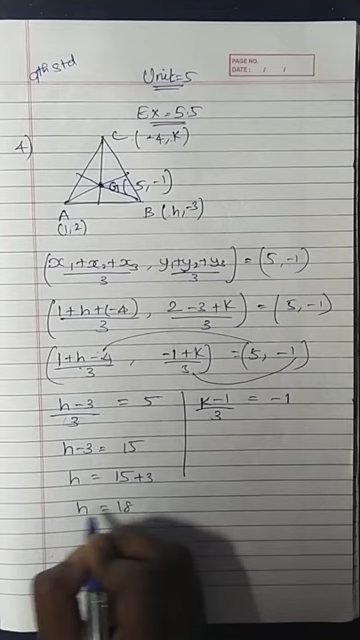 9th Std
Unit=5
PAGE NO.
DATE: / /
Ex=5.5
4)
C (-4,K)
G(5,-1)
A
(1,2)
B (h,-3)
(x₁+x₂+x₃/3, y₁+y₂+y₃/3) = (5,-1)
(1+h+(-4)/3, 2-3+K/3) = (5,-1)
(1+h-4/3, -1+K/3) = (5,-1)
h-3/3 = 5
K-1/3 = -1
h-3 = 15
h = 15+3
h = 18